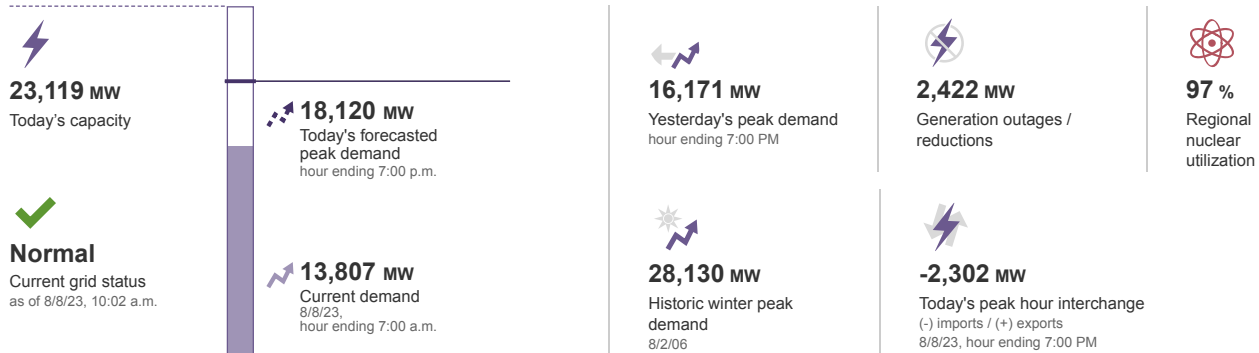 23,119 MW
Today's capacity
Normal
Current grid status
as of 8/8/23, 10:02 a.m.
18,120 MW
Today's forecasted
peak demand
hour ending 7:00 p.m.
13,807 MW
Current demand
8/8/23,
hour ending 7:00 a.m.
16,171 MW
Yesterday's peak demand
hour ending 7:00 PM
2,422 MW
Generation outages /
reductions
97 %
Regional
nuclear
utilization
28,130 MW
Historic winter peak
demand
8/2/06
-2,302 MW
Today's peak hour interchange
(-) imports / (+) exports
8/8/23, hour ending 7:00 PM